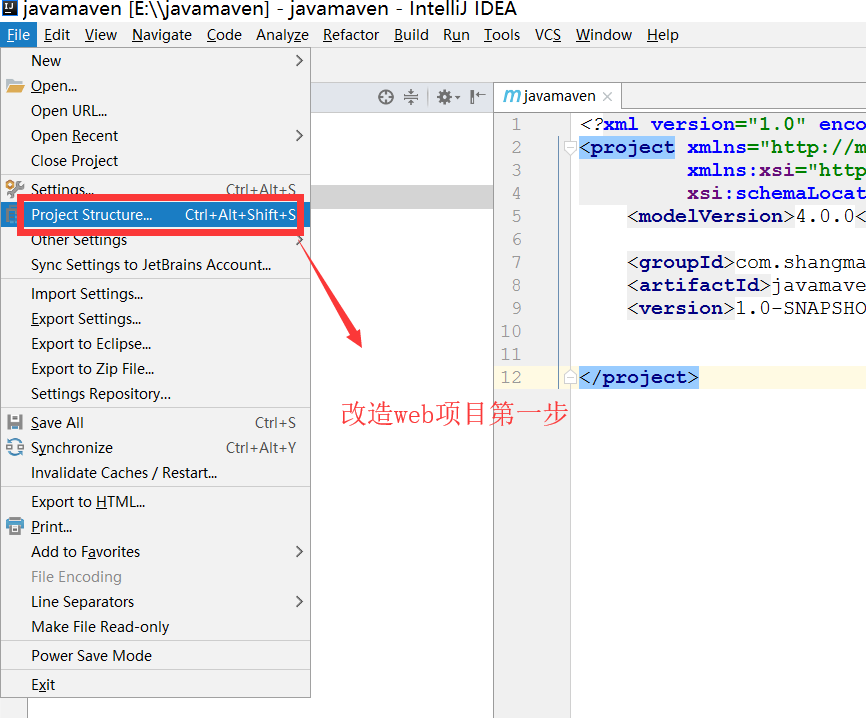 javamaven [E:\\javamaven] - javamaven - IntelliJ IDEA
File Edit View Navigate Code Analyze Refactor Build Run Tools VCS Window Help
New
Open...
Open URL...
Open Recent
Close Project
Settings... Ctrl+Alt+S
Project Structure... Ctrl+Alt+Shift+S
Other Settings
Sync Settings to JetBrains Account...
Import Settings...
Export Settings...
Export to Eclipse...
Export to Zip File...
Settings Repository...
Save All Ctrl+S
Synchronize Ctrl+Alt+Y
Invalidate Caches / Restart...
Export to HTML...
Print...
Add to Favorites
File Encoding
Line Separators
Make File Read-only
Power Save Mode
Exit
改造web项目第一步
m javamaven
1 <?xml version="1.0" enco
2 <project xmlns="http://m
3 xmlns:xsi="http
4 xsi:schemaLocat
5 <modelVersion>4.0.0<
6
7 <groupId>com.shangma
8 <artifactId>javamave
9 <version>1.0-SNAPSHO
10
11
12 </project>